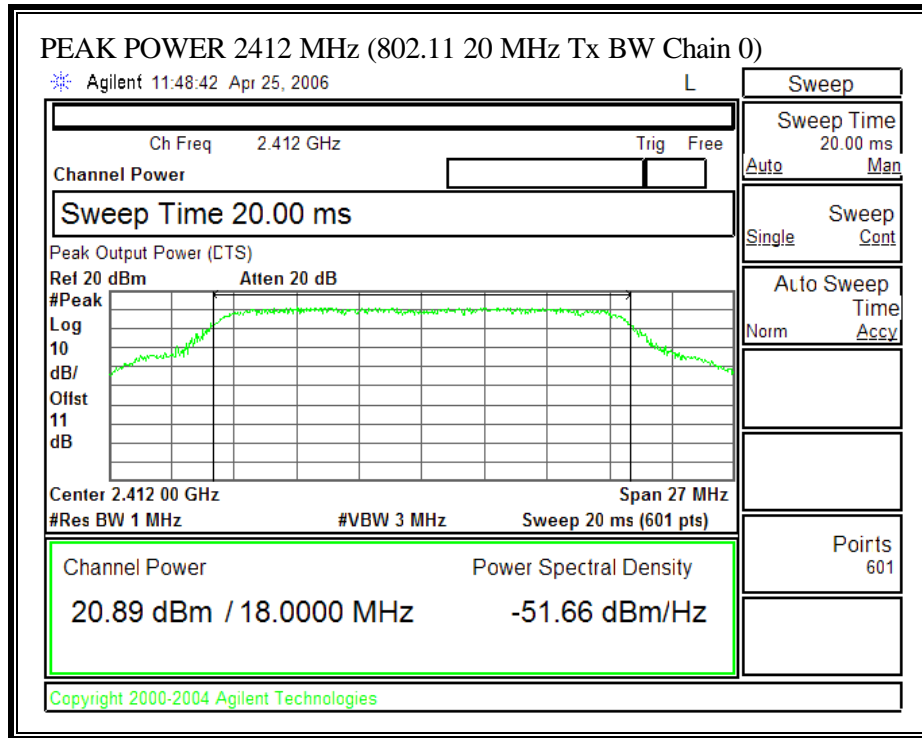 PEAK POWER 2412 MHz (802.11 20 MHz Tx BW Chain 0)
Agilent 11:48:42 Apr 25, 2006 L
Ch Freq 2.412 GHz Trig Free
Channel Power
Sweep Time 20.00 ms
Peak Output Power (DTS)
Ref 20 dBm Atten 20 dB
#Peak
Log
10
dB/
Offst
11
dB
Center 2.412 00 GHz Span 27 MHz
#Res BW 1 MHz #VBW 3 MHz Sweep 20 ms (601 pts)
Channel Power Power Spectral Density
20.89 dBm / 18.0000 MHz -51.66 dBm/Hz
Copyright 2000-2004 Agilent Technologies
Sweep
Sweep Time
20.00 ms
Auto Man
Sweep
Single Cont
Auto Sweep
Time
Norm Accy
Points
601